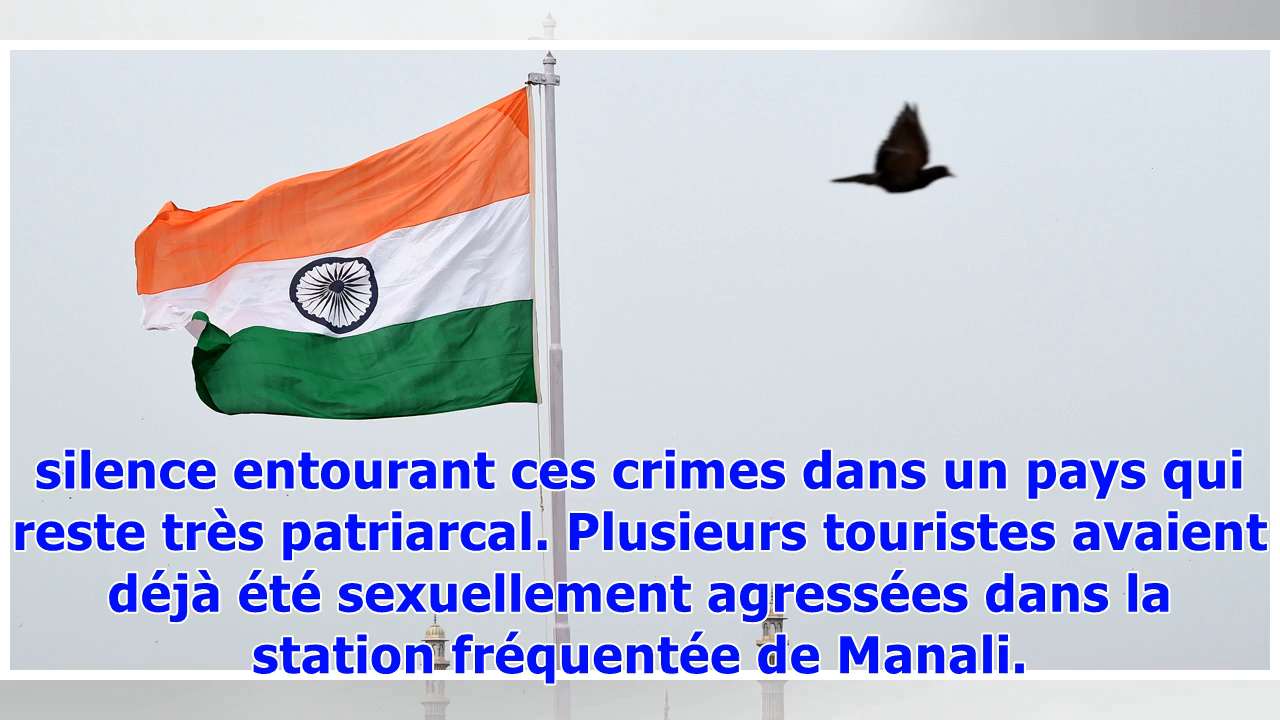 silence entourant ces crimes dans un pays qui
reste très patriarcal. Plusieurs touristes avaient
déjà été sexuellement agressées dans la
station fréquentée de Manali.